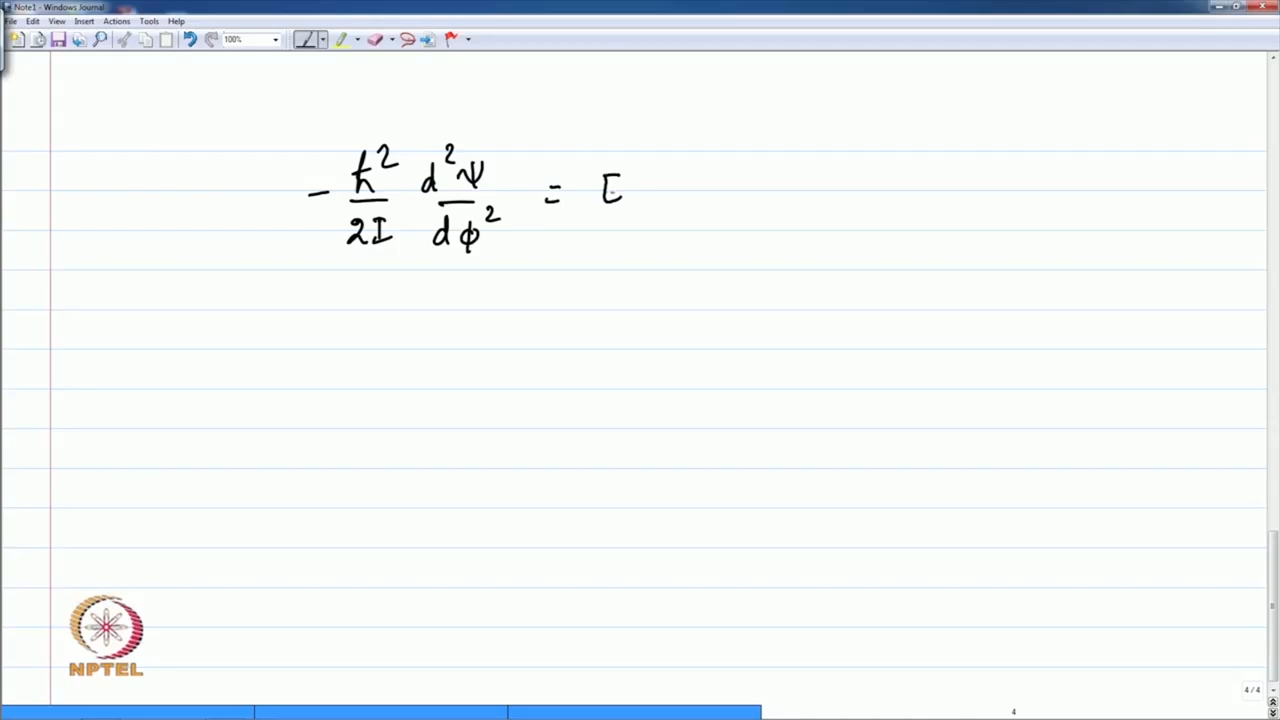 Note1 - Windows Journal
File Edit View Insert Actions Tools Help
100%
- ℏ² / 2I d²Ψ / dϕ² = E
NPTEL
4 / 4
4